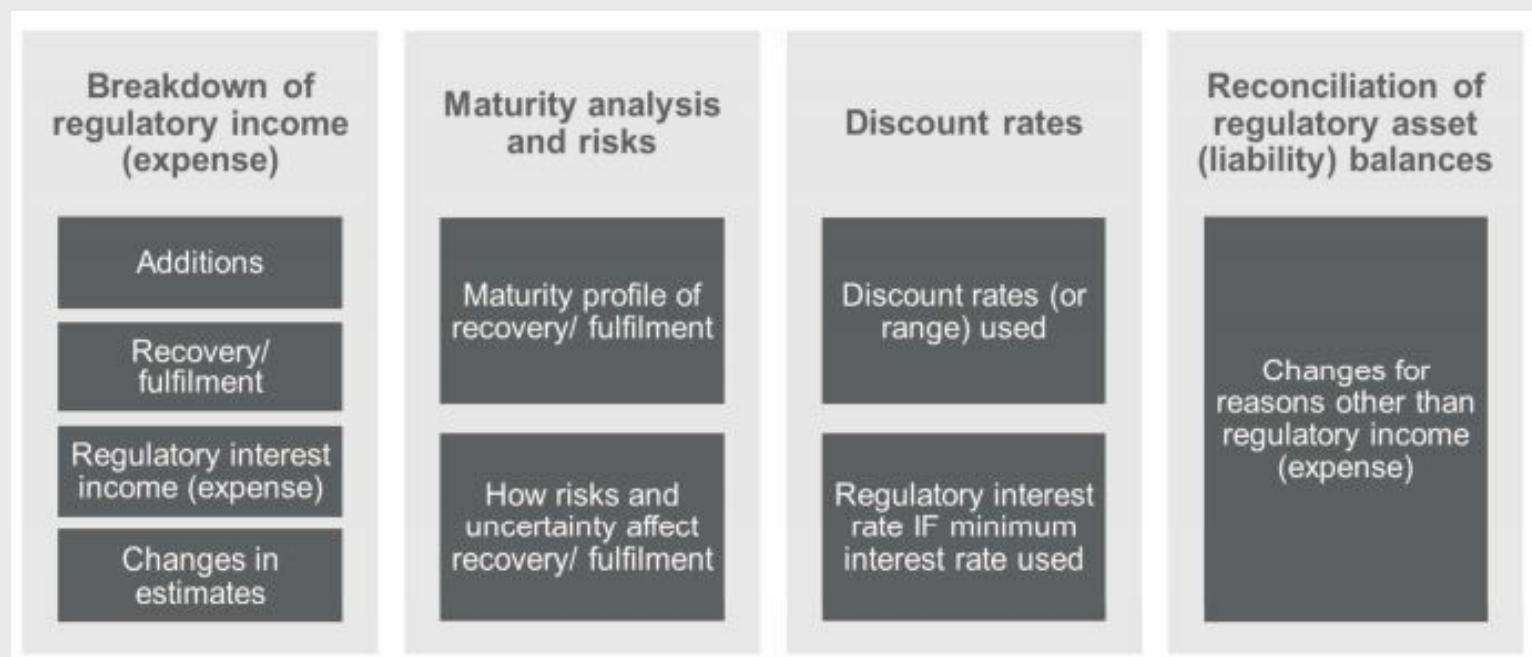 Breakdown of
regulatory income
(expense)
Additions
Recovery/
fulfilment
Regulatory interest
income (expense)
Changes in
estimates
Maturity analysis
and risks
Maturity profile of
recovery/ fulfilment
How risks and
uncertainty affect
recovery/ fulfilment
Discount rates
Discount rates (or
range) used
Regulatory interest
rate IF minimum
interest rate used
Reconciliation of
regulatory asset
(liability) balances
Changes for
reasons other than
regulatory income
(expense)